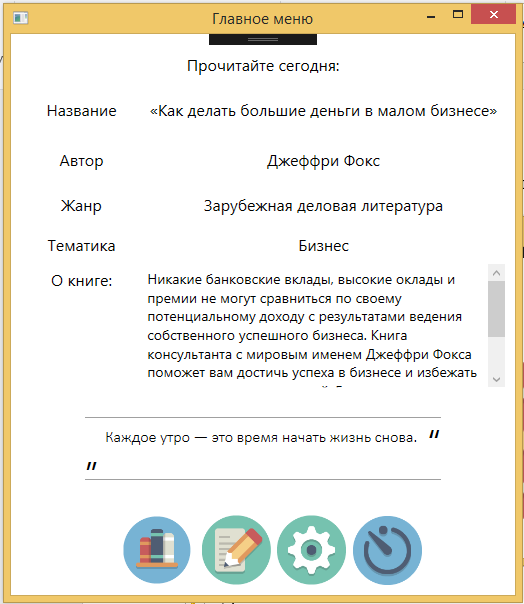 Главное меню
Прочитайте сегодня:
Название «Как делать большие деньги в малом бизнесе»
Автор Джеффри Фокс
Жанр Зарубежная деловая литература
Тематика Бизнес
О книге: Никакие банковские вклады, высокие оклады и
премии не могут сравниться по своему
потенциальному доходу с результатами ведения
собственного успешного бизнеса. Книга
консультанта с мировым именем Джеффри Фокса
поможет вам достичь успеха в бизнесе и избежать
Каждое утро — это время начать жизнь снова. "
"